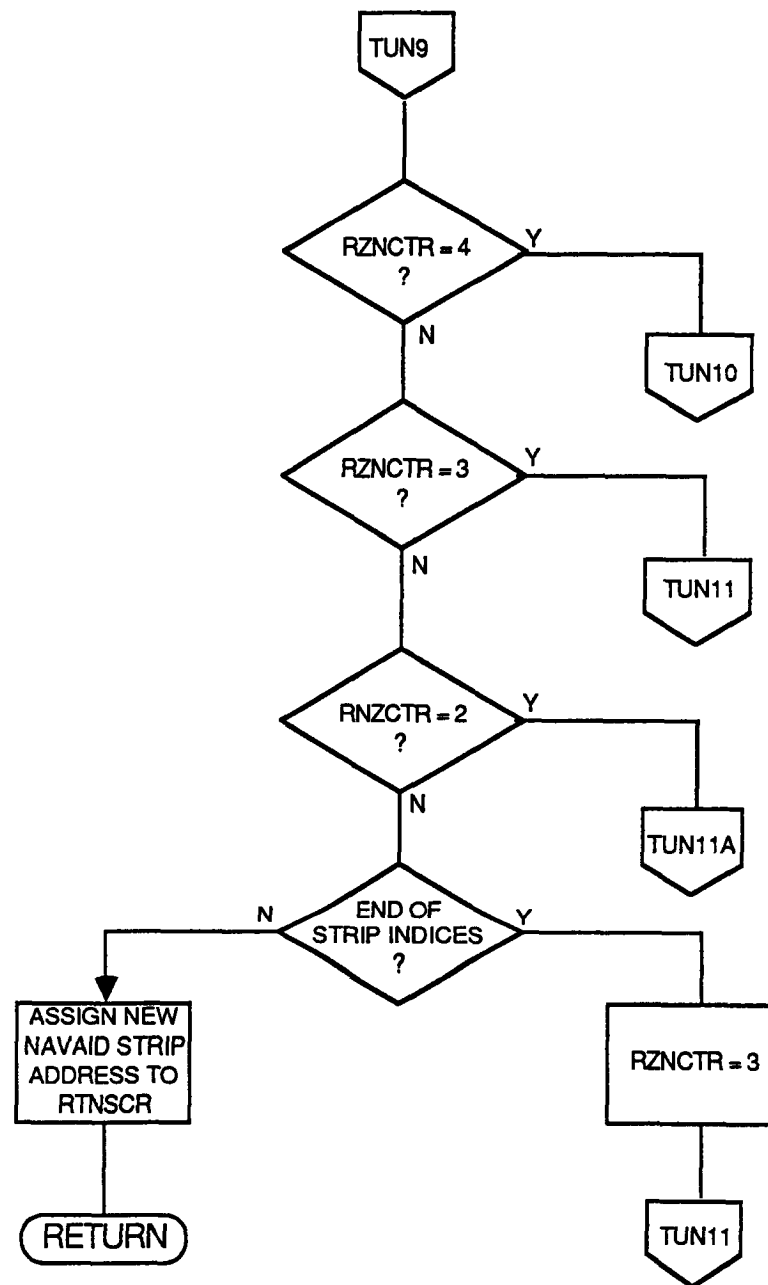 TUN9
RZNCTR = 4
?
Y
N
TUN10
RZNCTR = 3
?
Y
N
TUN11
RNZCTR = 2
?
Y
N
TUN11A
END OF
STRIP INDICES
?
N
Y
ASSIGN NEW
NAVAID STRIP
ADDRESS TO
RTNSCR
RZNCTR = 3
RETURN
TUN11